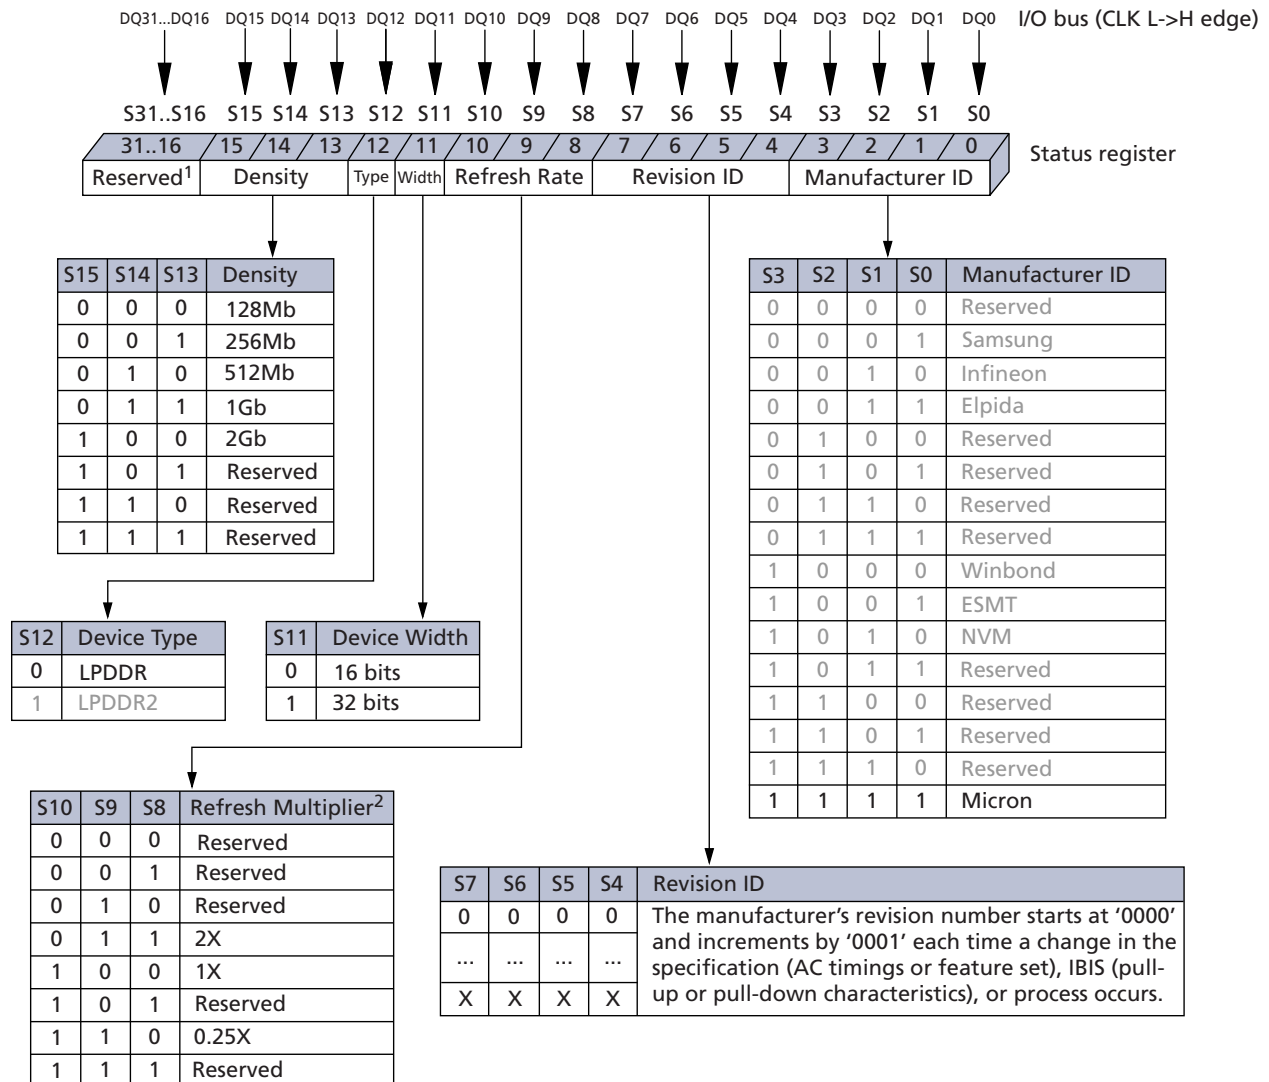 DQ31...DQ16 DQ15 DQ14 DQ13 DQ12 DQ11 DQ10 DQ9 DQ8 DQ7 DQ6 DQ5 DQ4 DQ3 DQ2 DQ1 DQ0 I/O bus (CLK L->H edge)
S31..S16 S15 S14 S13 S12 S11 S10 S9 S8 S7 S6 S5 S4 S3 S2 S1 S0
31..16 15 14 13 12 11 10 9 8 7 6 5 4 3 2 1 0
Status register
Reserved1 Density Type Width Refresh Rate Revision ID Manufacturer ID
S15 S14 S13 Density
0 0 0 128Mb
0 0 1 256Mb
0 1 0 512Mb
0 1 1 1Gb
1 0 0 2Gb
1 0 1 Reserved
1 1 0 Reserved
1 1 1 Reserved
S3 S2 S1 S0 Manufacturer ID
0 0 0 0 Reserved
0 0 0 1 Samsung
0 0 1 0 Infineon
0 0 1 1 Elpida
0 1 0 0 Reserved
0 1 0 1 Reserved
0 1 1 0 Reserved
0 1 1 1 Reserved
1 0 0 0 Winbond
1 0 0 1 ESMT
1 0 1 0 NVM
1 0 1 1 Reserved
1 1 0 0 Reserved
1 1 0 1 Reserved
1 1 1 0 Reserved
1 1 1 1 Micron
S12 Device Type
0 LPDDR
1 LPDDR2
S11 Device Width
0 16 bits
1 32 bits
S10 S9 S8 Refresh Multiplier2
0 0 0 Reserved
0 0 1 Reserved
0 1 0 Reserved
0 1 1 2X
1 0 0 1X
1 0 1 Reserved
1 1 0 0.25X
1 1 1 Reserved
S7 S6 S5 S4 Revision ID
0 0 0 0 The manufacturer's revision number starts at '0000'
and increments by '0001' each time a change in the
... ... ... ... specification (AC timings or feature set), IBIS (pull-
X X X X up or pull-down characteristics), or process occurs.